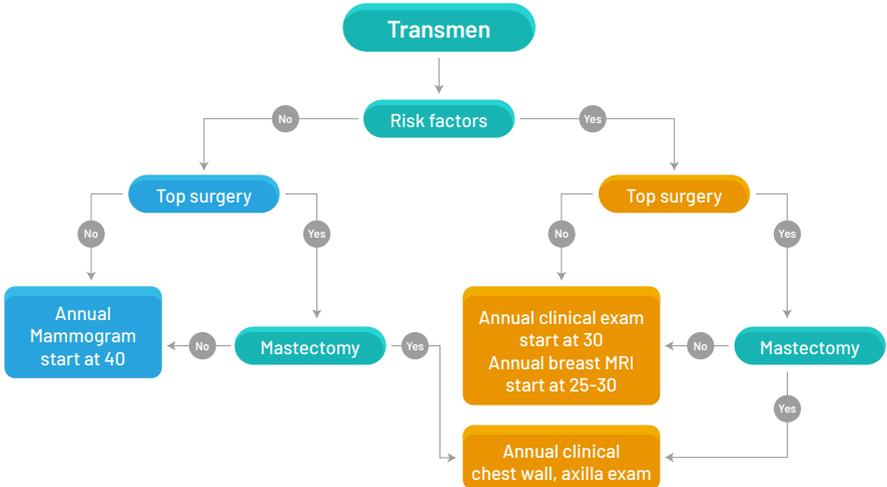 Transmen
Risk factors
No
Yes
Top surgery
Top surgery
No
Yes
No
Yes
Annual
Mammogram
start at 40
No
Mastectomy
Yes
Annual clinical exam
start at 30
Annual breast MRI
start at 25-30
No
Mastectomy
Yes
Annual clinical
chest wall, axilla exam